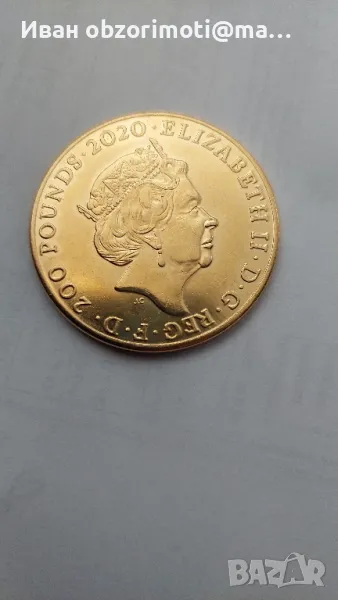 Иван obzorimoti@ma...
ELIZABETH II · D · G · REG · F · D · 200 POUNDS · 2020 ·
JC
BAZAR